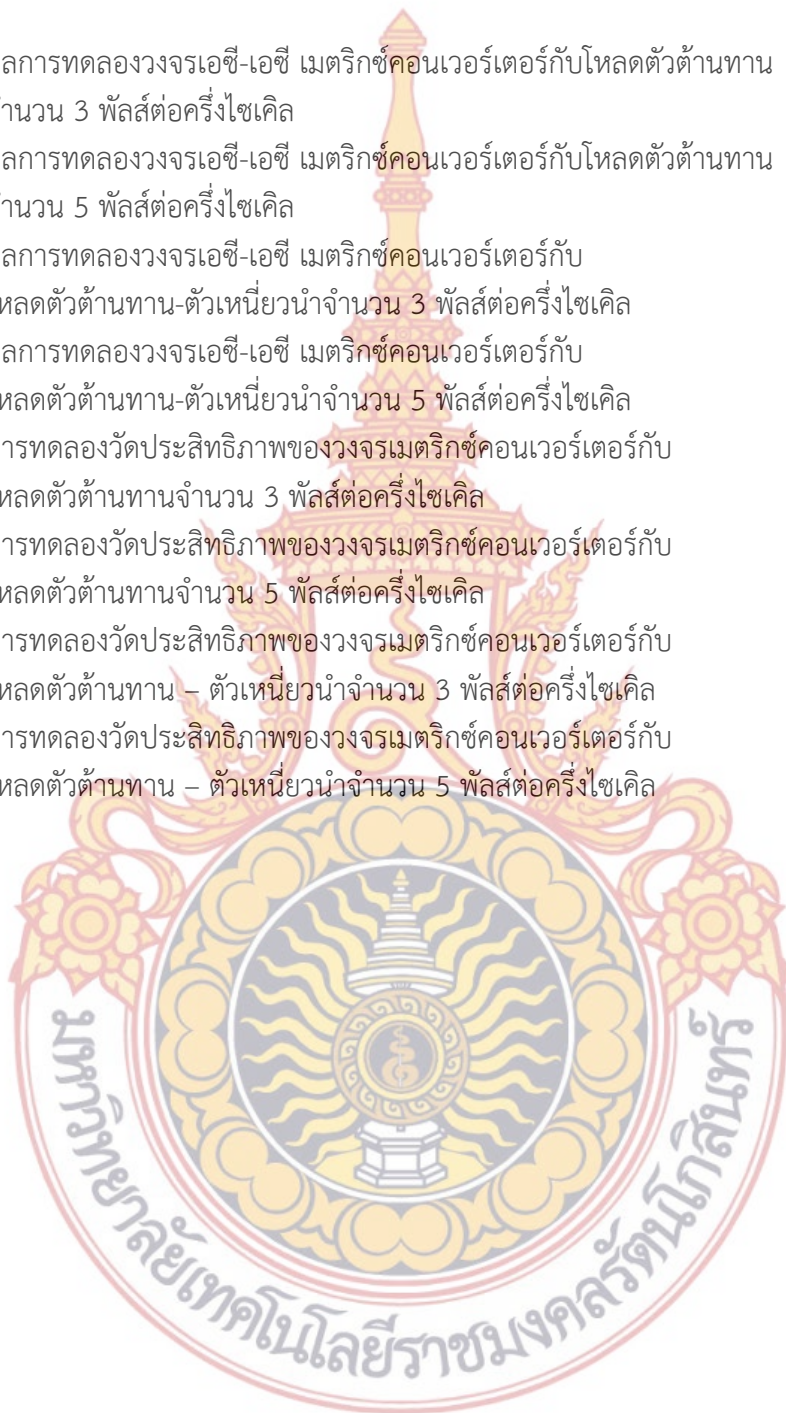 ลการทดลองวงจรเอซี-เอซี เมตริกซ์คอนเวอร์เตอร์กับโหลดตัวต้านทาน
ำนวน 3 พัลส์ต่อครึ่งไซเคิล
ลการทดลองวงจรเอซี-เอซี เมตริกซ์คอนเวอร์เตอร์กับโหลดตัวต้านทาน
ำนวน 5 พัลส์ต่อครึ่งไซเคิล
ลการทดลองวงจรเอซี-เอซี เมตริกซ์คอนเวอร์เตอร์กับ
หลดตัวต้านทาน-ตัวเหนี่ยวนำจำนวน 3 พัลส์ต่อครึ่งไซเคิล
ลการทดลองวงจรเอซี-เอซี เมตริกซ์คอนเวอร์เตอร์กับ
หลดตัวต้านทาน-ตัวเหนี่ยวนำจำนวน 5 พัลส์ต่อครึ่งไซเคิล
ารทดลองวัดประสิทธิภาพของวงจรเมตริกซ์คอนเวอร์เตอร์กับ
หลดตัวต้านทานจำนวน 3 พัลส์ต่อครึ่งไซเคิล
ารทดลองวัดประสิทธิภาพของวงจรเมตริกซ์คอนเวอร์เตอร์กับ
หลดตัวต้านทานจำนวน 5 พัลส์ต่อครึ่งไซเคิล
ารทดลองวัดประสิทธิภาพของวงจรเมตริกซ์คอนเวอร์เตอร์กับ
หลดตัวต้านทาน – ตัวเหนี่ยวนำจำนวน 3 พัลส์ต่อครึ่งไซเคิล
ารทดลองวัดประสิทธิภาพของวงจรเมตริกซ์คอนเวอร์เตอร์กับ
หลดตัวต้านทาน – ตัวเหนี่ยวนำจำนวน 5 พัลส์ต่อครึ่งไซเคิล
มหาวิทยาลัยเทคโนโลยีราชมงคลรัตนโกสินทร์